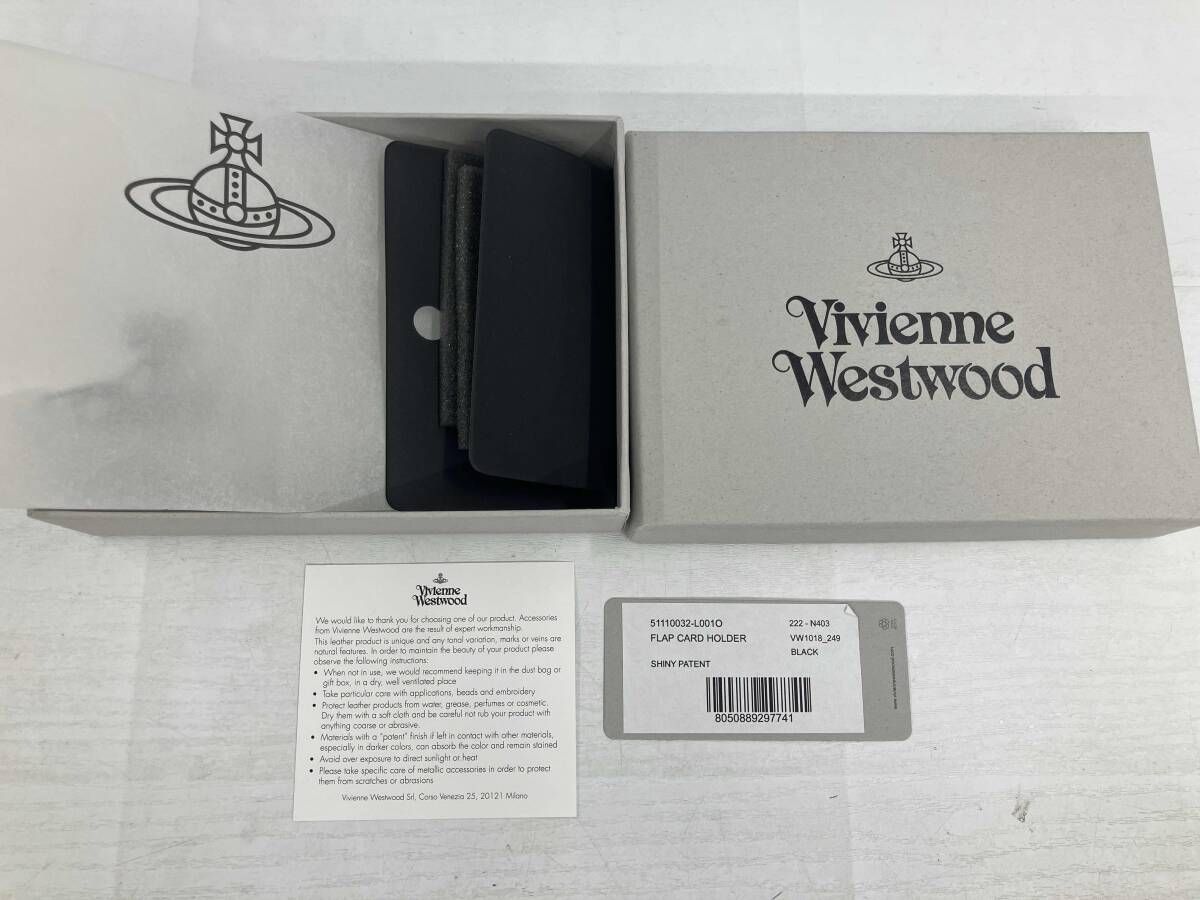 Vivienne
Westwood
Vivienne
Westwood
We would like to thank you for choosing one of our product. Accessories
from Vivienne Westwood are the result of expert workmanship.
This leather product is unique and any tonal variation, marks or veins are
natural features. In order to maintain the beauty of your product please
observe the following instructions:
• When not in use, we would recommend keeping it in the dust bag or
gift box, in a dry, well ventilated place
• Take particular care with applications, beads and embroidery
• Protect leather products from water, grease, perfumes or cosmetic.
Dry them with a soft cloth and be careful not rub your product with
anything coarse or abrasive.
• Materials with a "patent" finish if left in contact with other materials,
especially in darker colors, can absorb the color and remain stained
• Avoid over exposure to direct sunlight or heat
• Please take specific care of metallic accessories in order to protect
them from scratches or abrasions
Vivienne Westwood Srl, Corso Venezia 25, 20121 Milano
51110032-L001O 222 - N403
FLAP CARD HOLDER VW1018_249
BLACK
SHINY PATENT
8050889297741
www.viviennewestwood.com